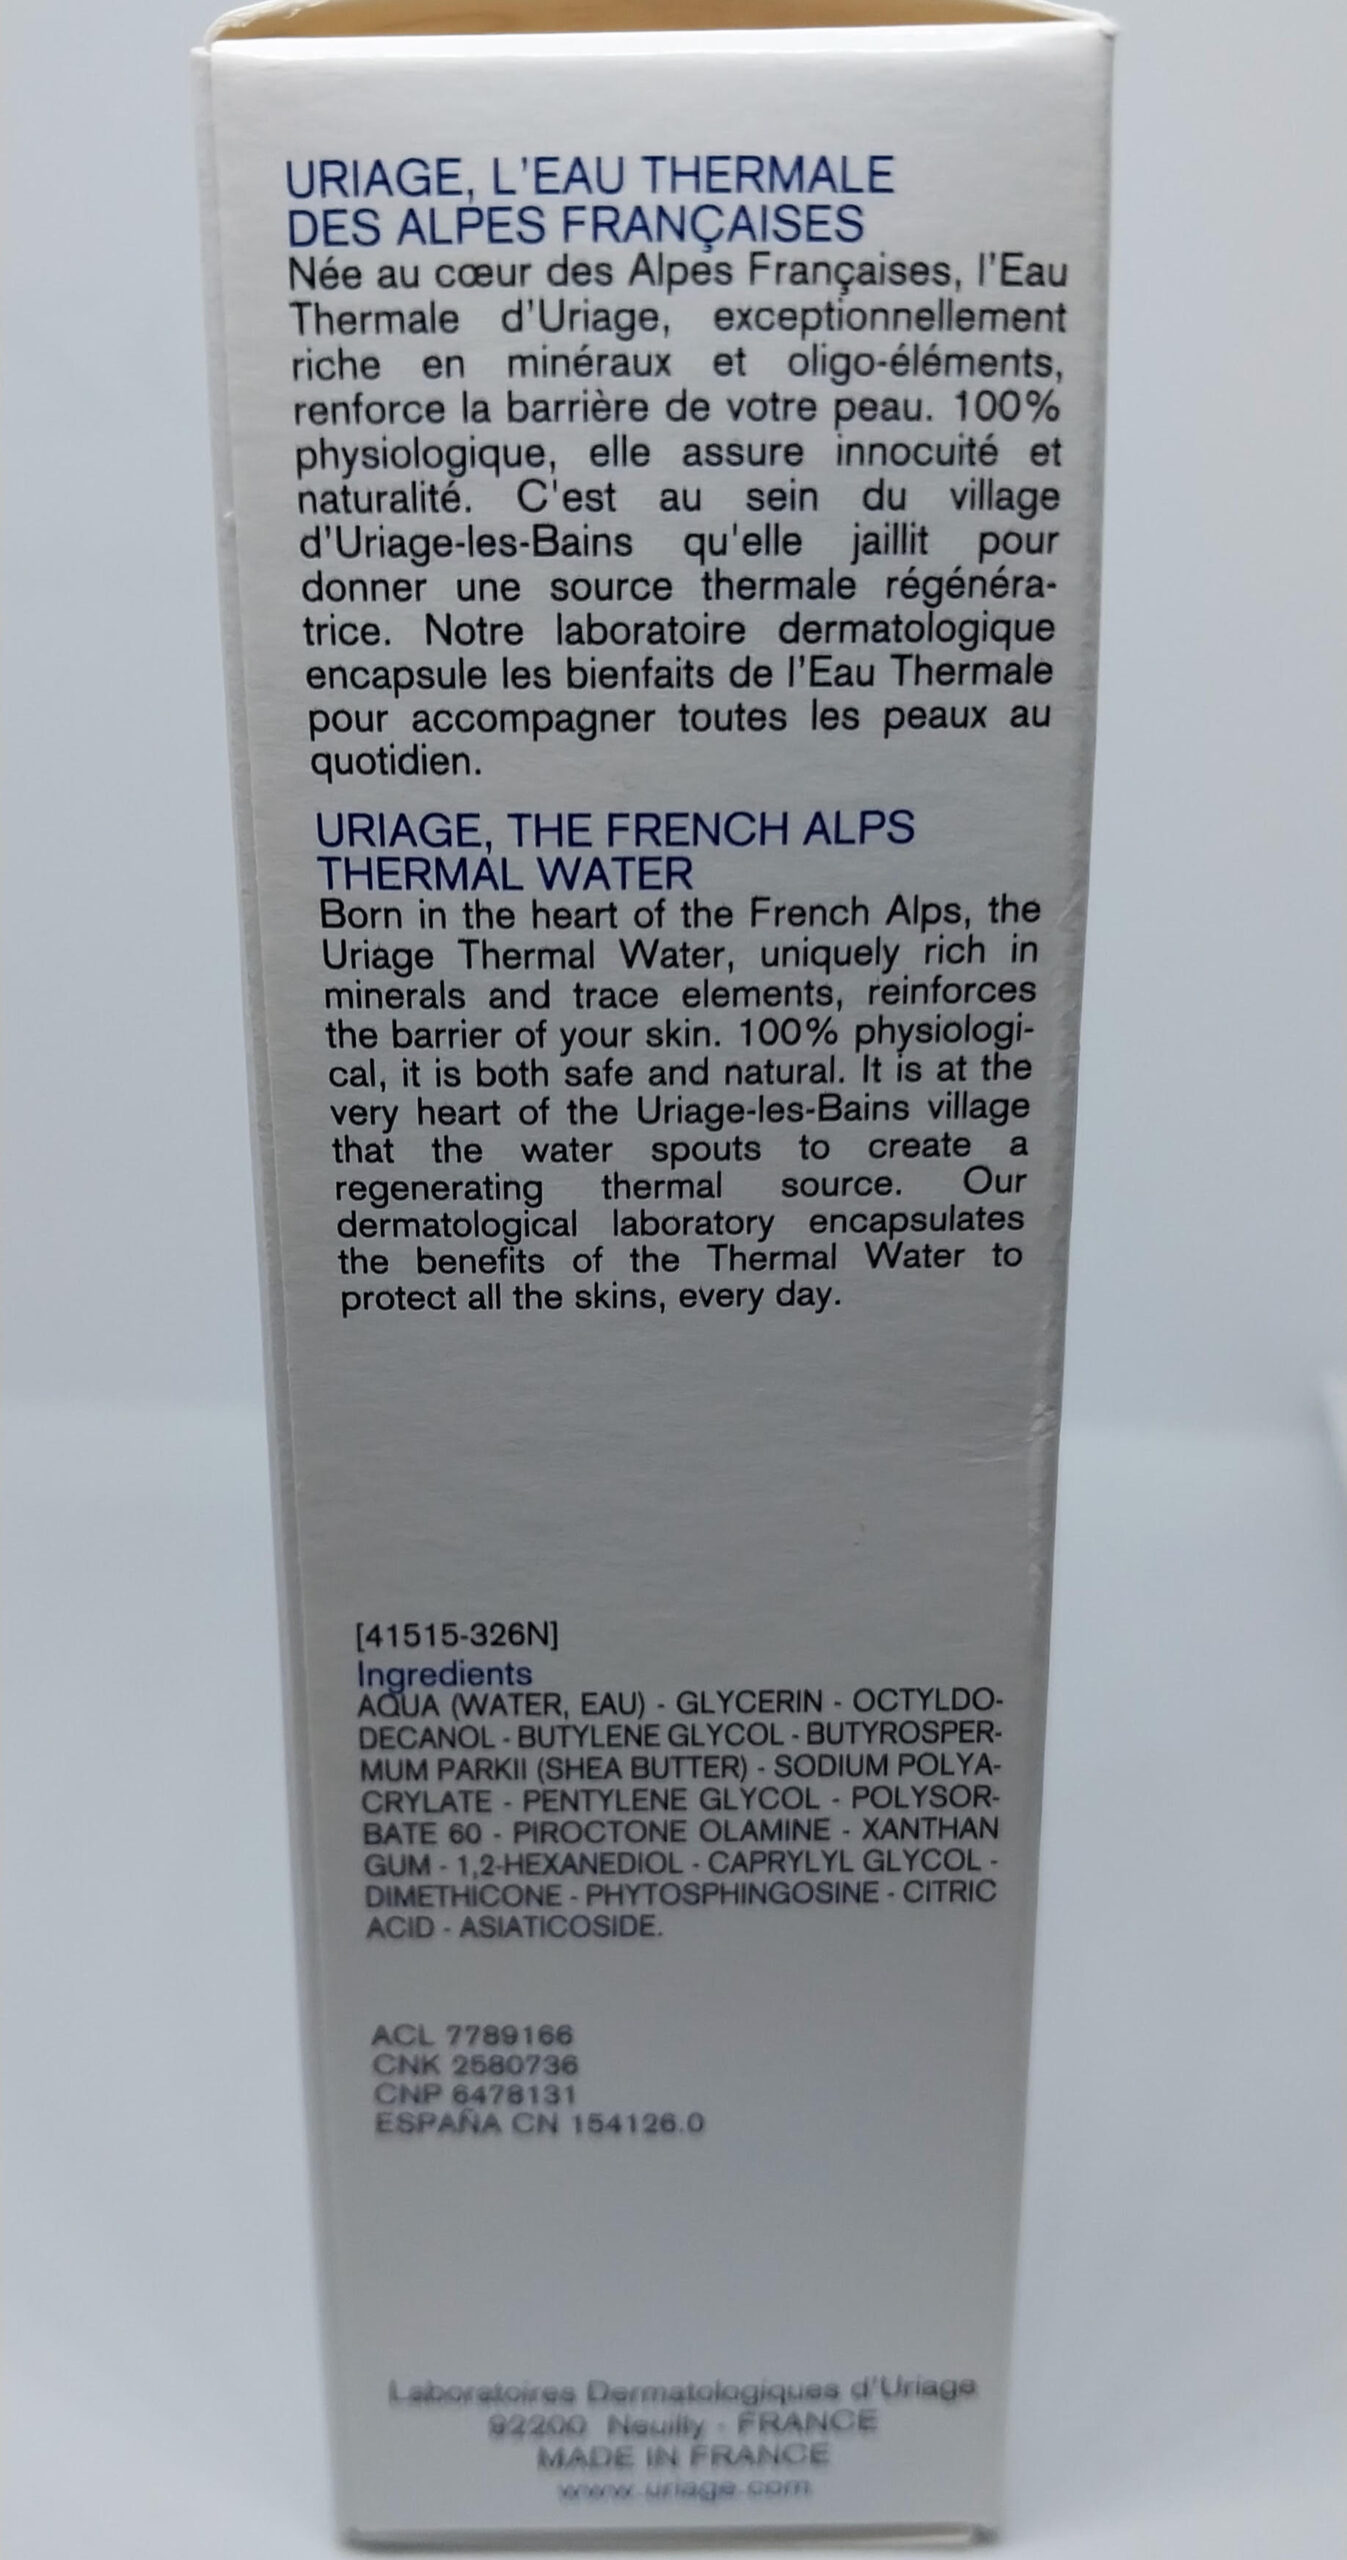 URIAGE, L'EAU THERMALE
DES ALPES FRANÇAISES
Née au cœur des Alpes Françaises, l'Eau
Thermale d'Uriage, exceptionnellement
riche en minéraux et oligo-éléments,
renforce la barrière de votre peau. 100%
physiologique, elle assure innocuité et
naturalité. C'est au sein du village
d'Uriage-les-Bains qu'elle jaillit pour
donner une source thermale régénéra-
trice. Notre laboratoire dermatologique
encapsule les bienfaits de l'Eau Thermale
pour accompagner toutes les peaux au
quotidien.
URIAGE, THE FRENCH ALPS
THERMAL WATER
Born in the heart of the French Alps, the
Uriage Thermal Water, uniquely rich in
minerals and trace elements, reinforces
the barrier of your skin. 100% physiologi-
cal, it is both safe and natural. It is at the
very heart of the Uriage-les-Bains village
that the water spouts to create a
regenerating thermal source. Our
dermatological laboratory encapsulates
the benefits of the Thermal Water to
protect all the skins, every day.
[41515-326N]
Ingredients
AQUA (WATER, EAU) - GLYCERIN - OCTYLDO-
DECANOL - BUTYLENE GLYCOL - BUTYROSPER-
MUM PARKII (SHEA BUTTER) - SODIUM POLYA-
CRYLATE - PENTYLENE GLYCOL - POLYSOR-
BATE 60 - PIROCTONE OLAMINE - XANTHAN
GUM - 1,2-HEXANEDIOL - CAPRYLYL GLYCOL -
DIMETHICONE - PHYTOSPHINGOSINE - CITRIC
ACID - ASIATICOSIDE.
ACL 7789166
CNK 2580736
CNP 6478131
ESPAÑA CN 154126.0
Laboratoires Dermatologiques d'Uriage
92200 Neuilly - FRANCE
MADE IN FRANCE
www.uriage.com